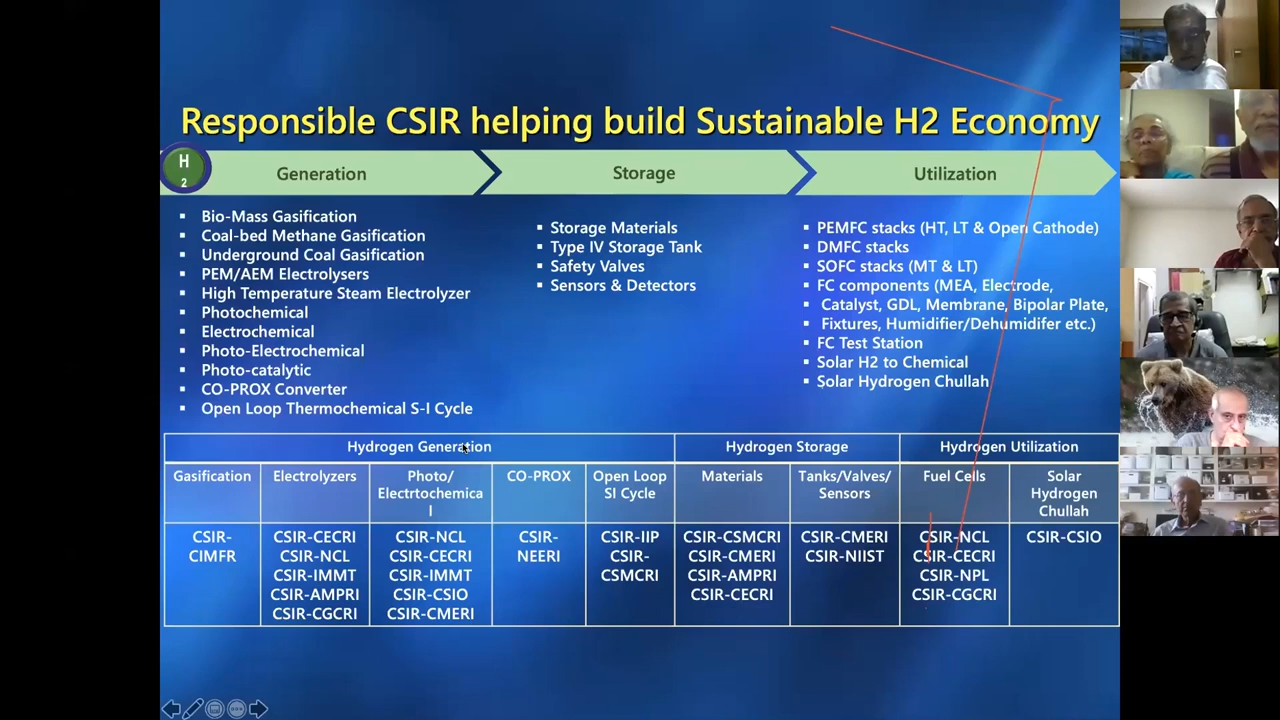 Responsible CSIR helping build Sustainable H2 Economy
H
2
Generation
Storage
Utilization
Bio-Mass Gasification
Coal-bed Methane Gasification
Underground Coal Gasification
PEM/AEM Electrolysers
High Temperature Steam Electrolyzer
Photochemical
Electrochemical
Photo-Electrochemical
Photo-catalytic
CO-PROX Converter
Open Loop Thermochemical S-I Cycle
Storage Materials
Type IV Storage Tank
Safety Valves
Sensors & Detectors
PEMFC stacks (HT, LT & Open Cathode)
DMFC stacks
SOFC stacks (MT & LT)
FC components (MEA, Electrode,
Catalyst, GDL, Membrane, Bipolar Plate,
Fixtures, Humidifier/Dehumidifer etc.)
FC Test Station
Solar H2 to Chemical
Solar Hydrogen Chullah
Hydrogen Generation
Hydrogen Storage
Hydrogen Utilization
Gasification
Electrolyzers
Photo/
Electrtochemica
l
CO-PROX
Open Loop
SI Cycle
Materials
Tanks/Valves/
Sensors
Fuel Cells
Solar
Hydrogen
Chullah
CSIR-
CIMFR
CSIR-CECRI
CSIR-NCL
CSIR-IMMT
CSIR-AMPRI
CSIR-CGCRI
CSIR-NCL
CSIR-CECRI
CSIR-IMMT
CSIR-CSIO
CSIR-CMERI
CSIR-
NEERI
CSIR-IIP
CSIR-
CSMCRI
CSIR-CSMCRI
CSIR-CMERI
CSIR-AMPRI
CSIR-CECRI
CSIR-CMERI
CSIR-NIIST
CSIR-NCL
CSIR-CECRI
CSIR-NPL
CSIR-CGCRI
CSIR-CSIO